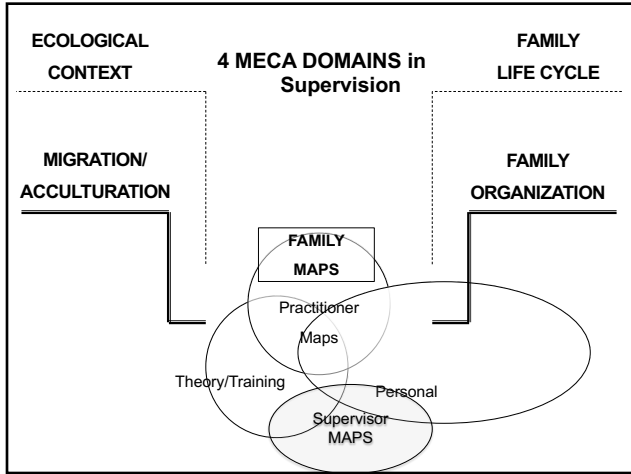 ECOLOGICAL
CONTEXT
4 MECA DOMAINS in
Supervision
FAMILY
LIFE CYCLE
MIGRATION/
ACCULTURATION
FAMILY
ORGANIZATION
FAMILY
MAPS
Practitioner
Maps
Theory/Training
Personal
Supervisor
MAPS